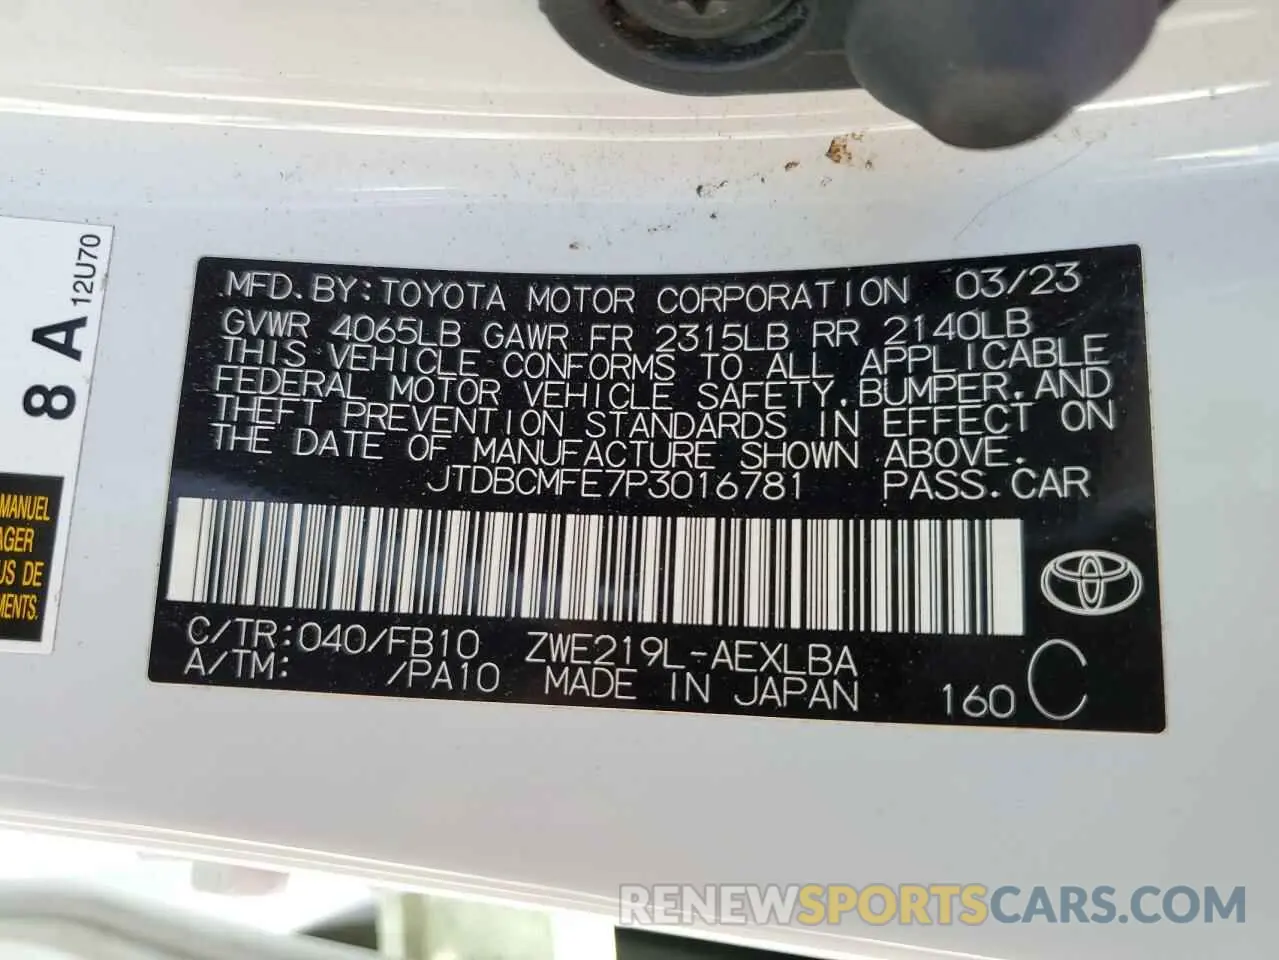 8 A 12U70
MANUEL
AGER
US DE
MENTS.
MFD. BY: TOYOTA MOTOR CORPORATION 03/23
GVWR 4065LB GAWR FR 2315LB RR 2140LB
THIS VEHICLE CONFORMS TO ALL APPLICABLE
FEDERAL MOTOR VEHICLE SAFETY, BUMPER, AND
THEFT PREVENTION STANDARDS IN EFFECT ON
THE DATE OF MANUFACTURE SHOWN ABOVE.
JTDBCMFE7P3016781 PASS. CAR
C/TR: 040/FB10 ZWE219L-AEXLBA
A/TM: /PA10 MADE IN JAPAN 160 C
RENEWSPORTSCARS.COM